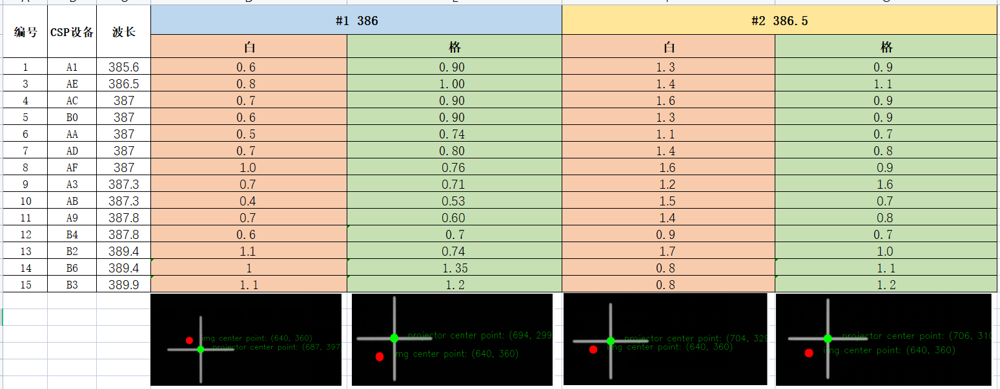 编号 CSP设备 波长 #1 386 #2 386.5
白 格 白 格
1 A1 385.6 0.6 0.90 1.3 0.9
3 AE 386.5 0.8 1.00 1.4 1.1
4 AC 387 0.7 0.90 1.6 0.9
5 B0 387 0.6 0.90 1.3 0.9
6 AA 387 0.5 0.74 1.1 0.7
7 AD 387 0.7 0.80 1.4 0.8
8 AF 387 1.0 0.76 1.6 0.9
9 A3 387.3 0.7 0.71 1.2 1.6
10 AB 387.3 0.4 0.53 1.5 0.7
11 A9 387.8 0.7 0.60 1.4 0.8
12 B4 387.8 0.6 0.7 0.9 0.7
13 B2 389.4 1.1 0.74 1.7 1.0
14 B6 389.4 1 1.35 0.8 1.1
15 B3 389.9 1.1 1.2 0.8 1.2
img center point: (640, 360)
projector center point: (687, 397
projector center point: (694, 299
img center point: (640, 360)
projector center point: (704, 329
img center point: (640, 360)
projector center point: (706, 310
img center point: (640, 360)